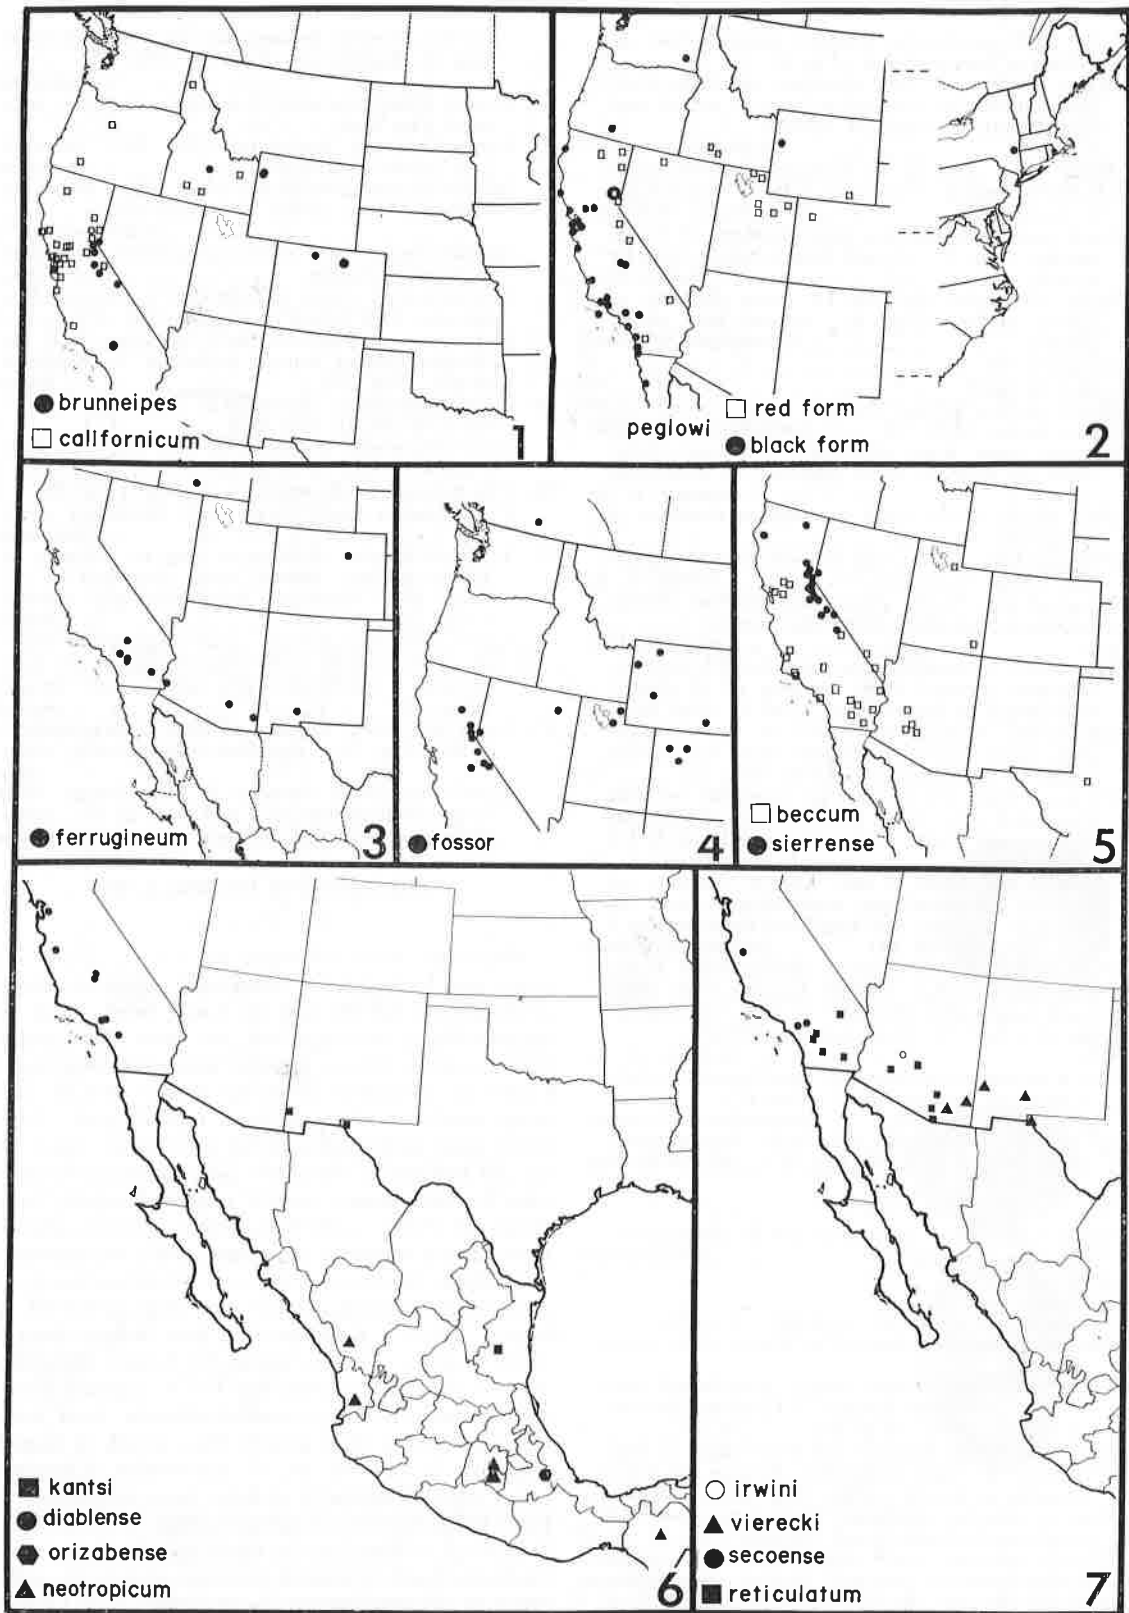 brunneipes
californicum
1
red form
peglowi
black form
2
ferrugineum
3
fossor
4
beccum
sierrense
5
kantsi
diablense
orizabense
neotropicum
6
irwini
vierecki
secoense
reticulatum
7